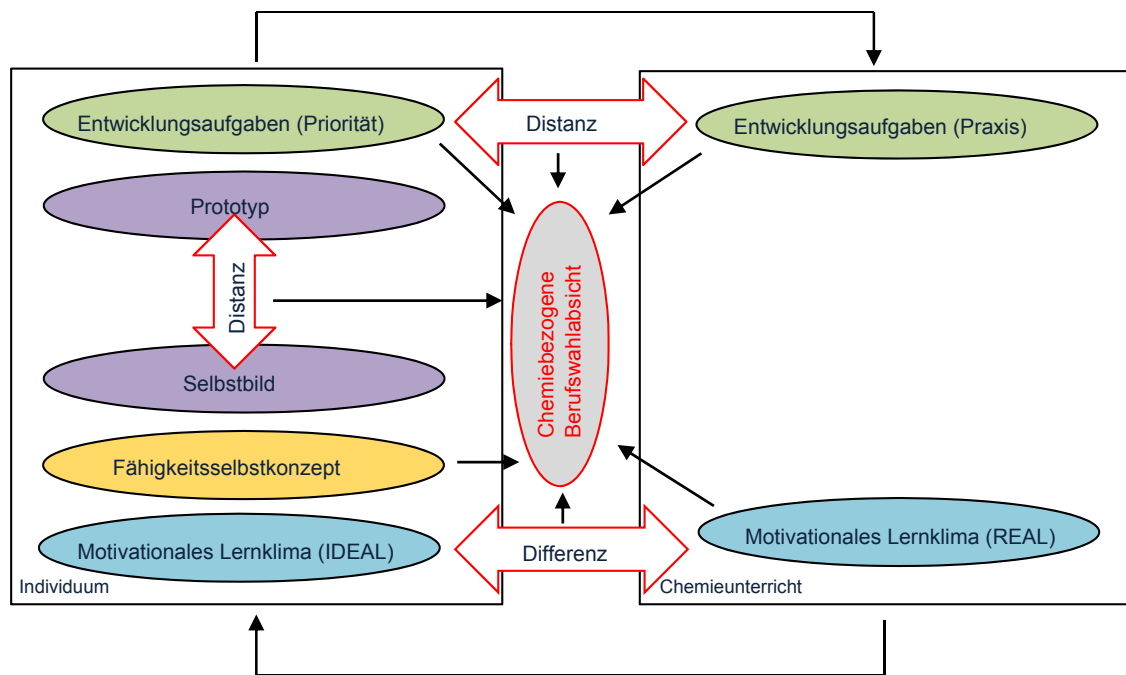 Entwicklungsaufgaben (Priorität)
Distanz
Entwicklungsaufgaben (Praxis)
Prototyp
Distanz
Chemiebezogene
Berufswahlabsicht
Selbstbild
Fähigkeitsselbstkonzept
Motivationales Lernklima (IDEAL)
Differenz
Motivationales Lernklima (REAL)
Individuum
Chemieunterricht